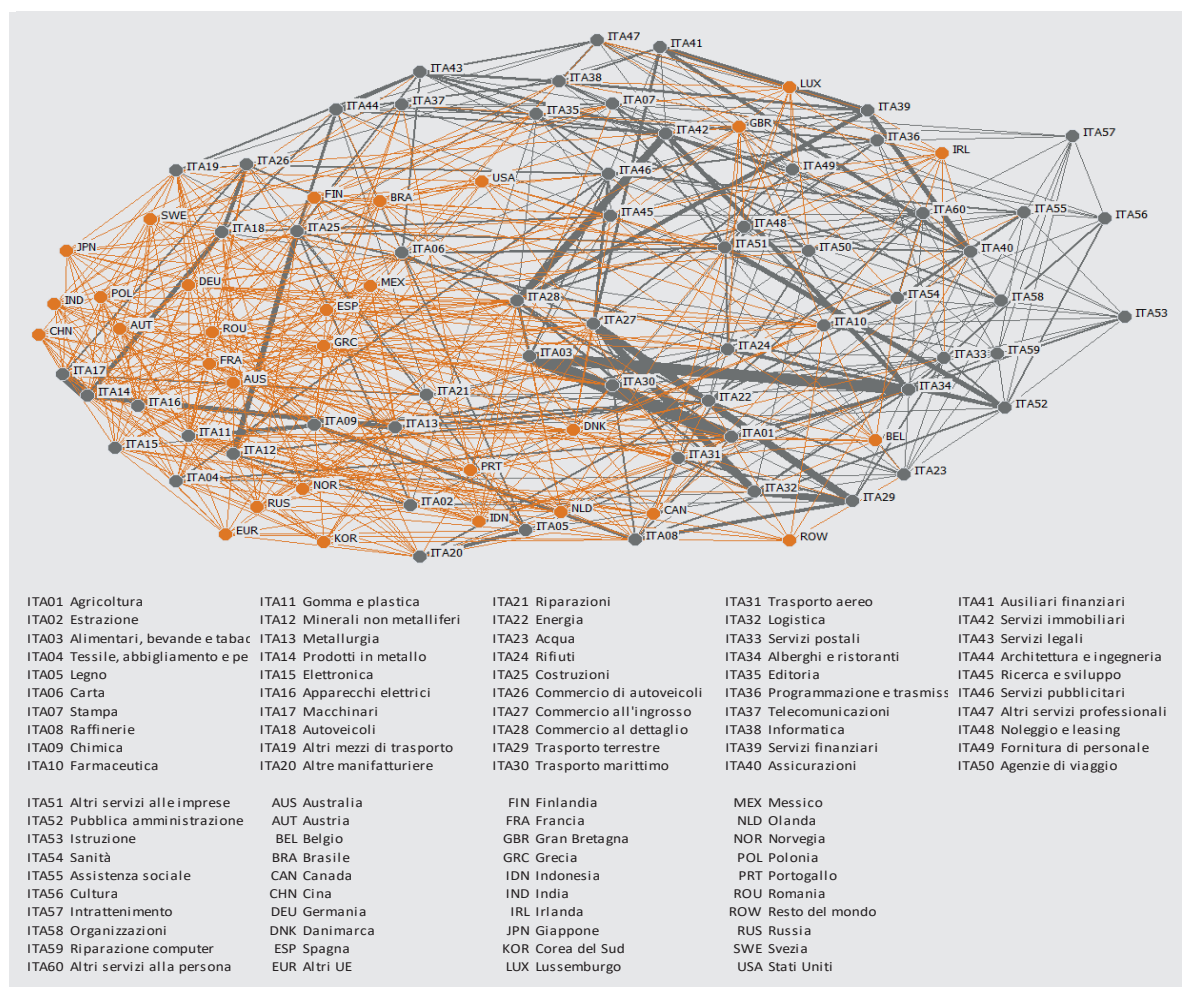 ITA47
ITA41
ITA43
ITA38
LUX
ITA44
ITA37
ITA35
ITA07
ITA39
GBR
ITA42
ITA36
ITA57
IRL
ITA19
ITA26
USA
ITA46
ITA49
FIN
BRA
SWE
ITA18
ITA25
ITA45
ITA48
ITA60
ITA55
ITA56
JPN
ITA06
ITA51
ITA50
ITA40
DEU
MEX
IND
POL
ESP
ITA28
ITA54
ITA58
CHN
AUT
ROU
GRC
ITA27
ITA10
ITA53
FRA
ITA03
ITA24
ITA33
ITA59
ITA17
AUS
ITA30
ITA34
ITA14
ITA16
ITA21
ITA22
ITA52
ITA11
ITA09
ITA13
DNK
ITA01
BEL
ITA15
ITA12
ITA31
ITA04
NOR
PRT
ITA32
ITA23
RUS
ITA02
IDN
NLD
CAN
ITA29
EUR
KOR
ITA20
ITA05
ITA08
ROW
ITA01 Agricoltura ITA11 Gomma e plastica ITA21 Riparazioni ITA31 Trasporto aereo ITA41 Ausiliari finanziari
ITA02 Estrazione ITA12 Minerali non metalliferi ITA22 Energia ITA32 Logistica ITA42 Servizi immobiliari
ITA03 Alimentari, bevande e tabac ITA13 Metallurgia ITA23 Acqua ITA33 Servizi postali ITA43 Servizi legali
ITA04 Tessile, abbigliamento e pe ITA14 Prodotti in metallo ITA24 Rifiuti ITA34 Alberghi e ristoranti ITA44 Architettura e ingegneria
ITA05 Legno ITA15 Elettronica ITA25 Costruzioni ITA35 Editoria ITA45 Ricerca e sviluppo
ITA06 Carta ITA16 Apparecchi elettrici ITA26 Commercio di autoveicoli ITA36 Programmazione e trasmiss ITA46 Servizi pubblicitari
ITA07 Stampa ITA17 Macchinari ITA27 Commercio all'ingrosso ITA37 Telecomunicazioni ITA47 Altri servizi professionali
ITA08 Raffinerie ITA18 Autoveicoli ITA28 Commercio al dettaglio ITA38 Informatica ITA48 Noleggio e leasing
ITA09 Chimica ITA19 Altri mezzi di trasporto ITA29 Trasporto terrestre ITA39 Servizi finanziari ITA49 Fornitura di personale
ITA10 Farmaceutica ITA20 Altre manifatturiere ITA30 Trasporto marittimo ITA40 Assicurazioni ITA50 Agenzie di viaggio
ITA51 Altri servizi alle imprese AUS Australia FIN Finlandia MEX Messico
ITA52 Pubblica amministrazione AUT Austria FRA Francia NLD Olanda
ITA53 Istruzione BEL Belgio GBR Gran Bretagna NOR Norvegia
ITA54 Sanità BRA Brasile GRC Grecia POL Polonia
ITA55 Assistenza sociale CAN Canada IDN Indonesia PRT Portogallo
ITA56 Cultura CHN Cina IND India ROU Romania
ITA57 Intrattenimento DEU Germania IRL Irlanda ROW Resto del mondo
ITA58 Organizzazioni DNK Danimarca JPN Giappone RUS Russia
ITA59 Riparazione computer ESP Spagna KOR Corea del Sud SWE Svezia
ITA60 Altri servizi alla persona EUR Altri UE LUX Lussemburgo USA Stati Uniti